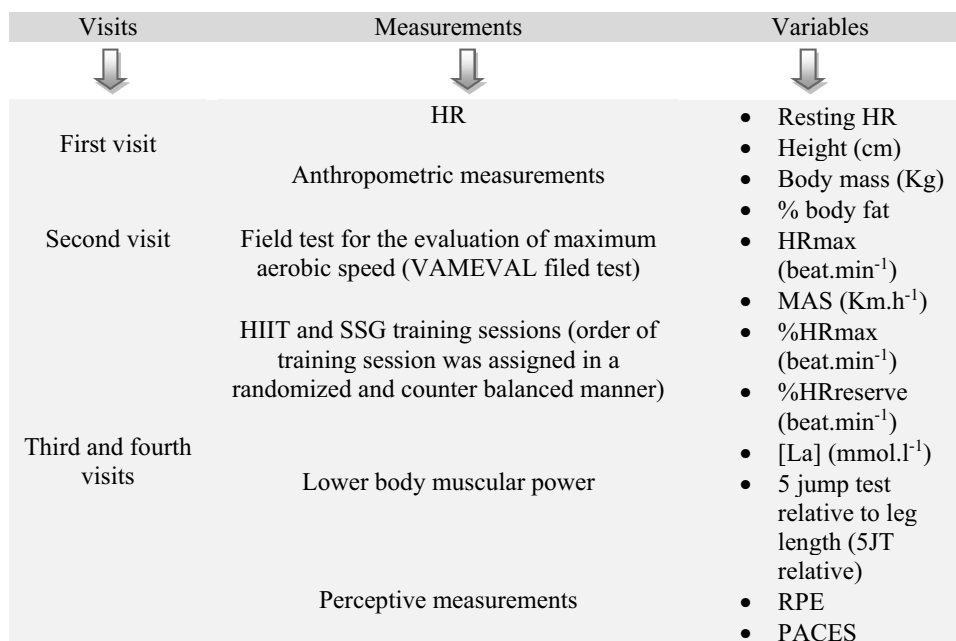 Visits Measurements Variables
First visit
Second visit
Third and fourth
visits
HR
Anthropometric measurements
Field test for the evaluation of maximum
aerobic speed (VAMEVAL filed test)
HIIT and SSG training sessions (order of
training session was assigned in a
randomized and counter balanced manner)
Lower body muscular power
Perceptive measurements
• Resting HR
• Height (cm)
• Body mass (Kg)
• % body fat
• HRmax
(beat.min⁻¹)
• MAS (Km.h⁻¹)
• %HRmax
(beat.min⁻¹)
• %HRreserve
(beat.min⁻¹)
• [La] (mmol.l⁻¹)
• 5 jump test
relative to leg
length (5JT
relative)
• RPE
• PACES